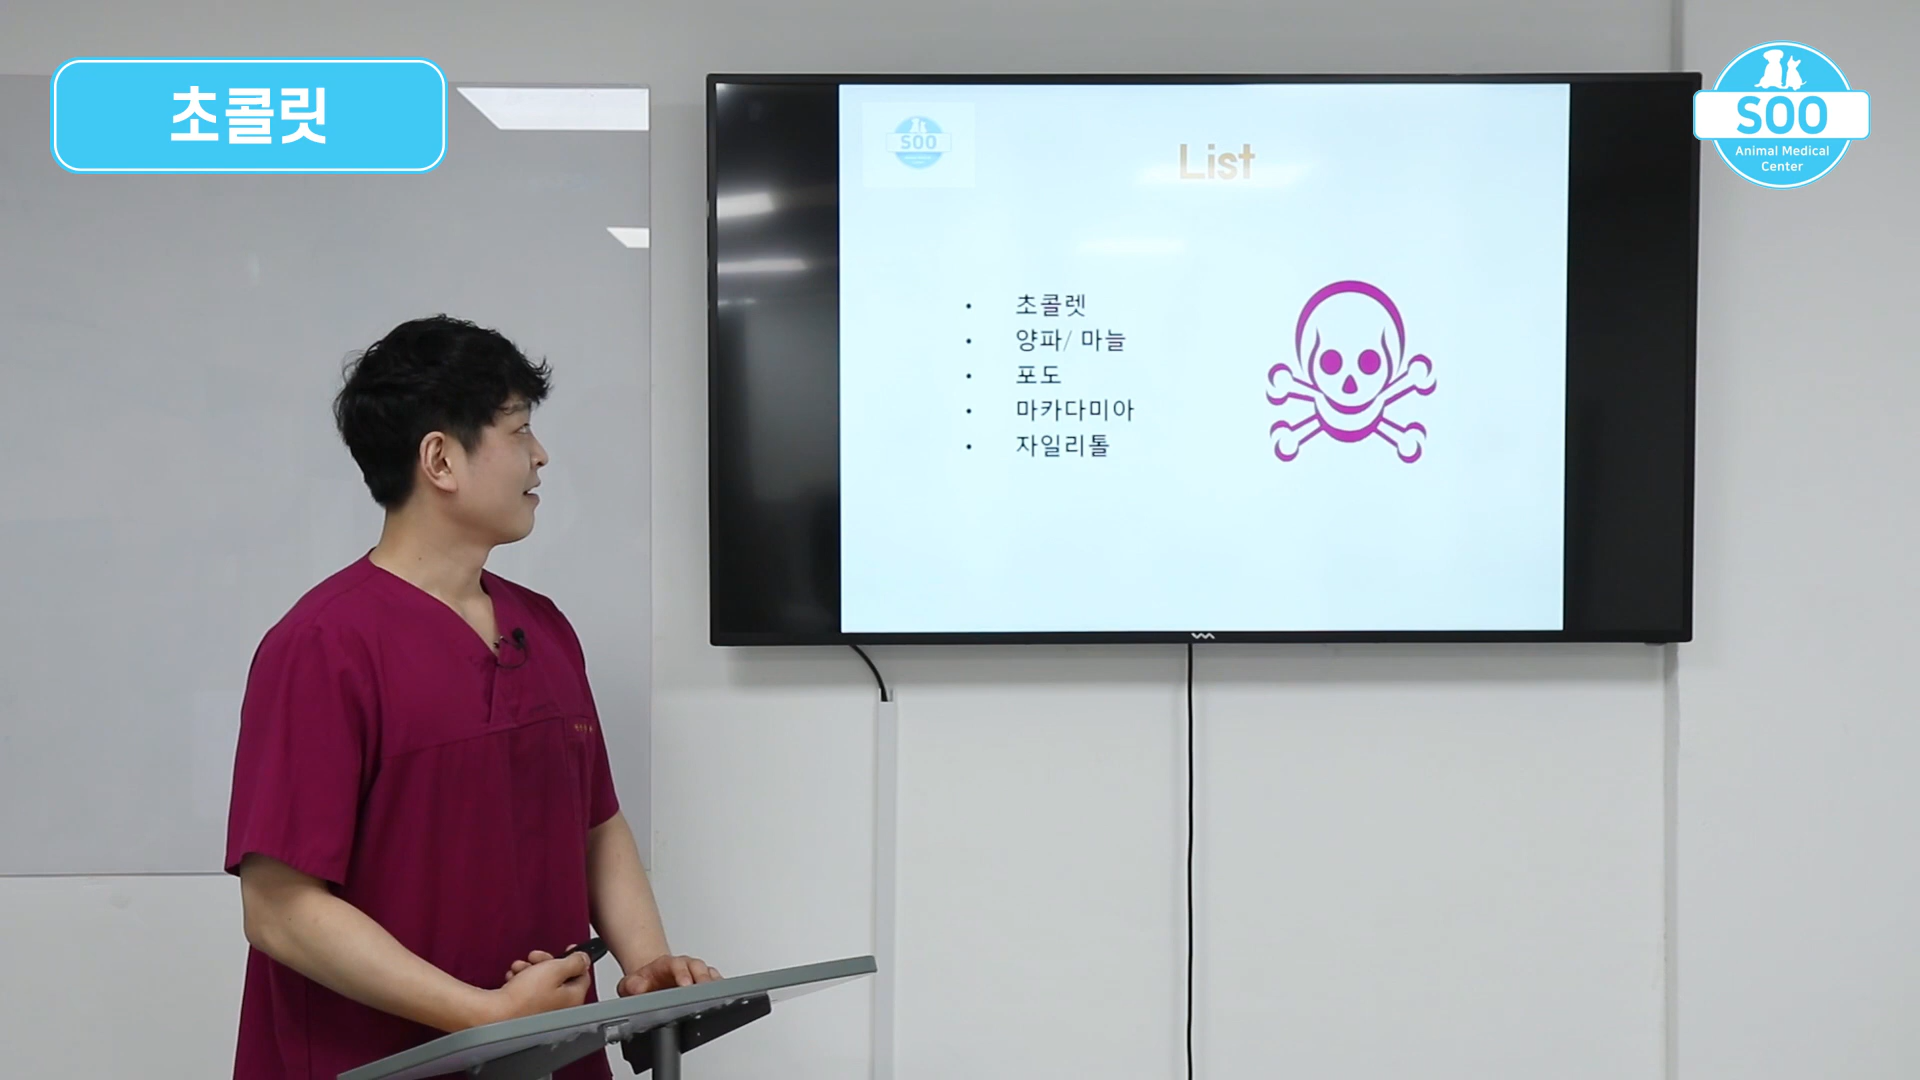 초콜릿
SOO
Animal Medical
Center
SOO
List
• 초콜렛
• 양파/ 마늘
• 포도
• 마카다미아
• 자일리톨